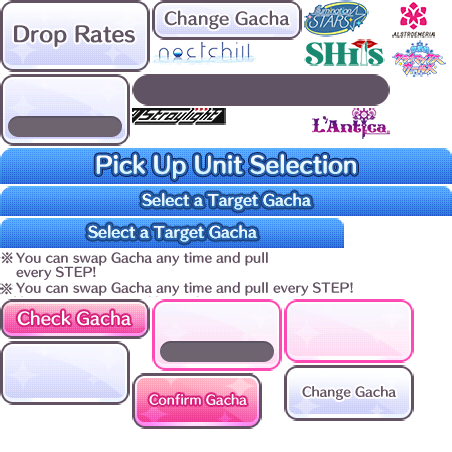 Drop Rates
Change Gacha
illumination STARS
ALSTROEMERIA
noctchill
SHHis
Straylight
L'Antica
Pick Up Unit Selection
Select a Target Gacha
Select a Target Gacha
※ You can swap Gacha any time and pull
every STEP!
※ You can swap Gacha any time and pull every STEP!
Check Gacha
Confirm Gacha
Change Gacha